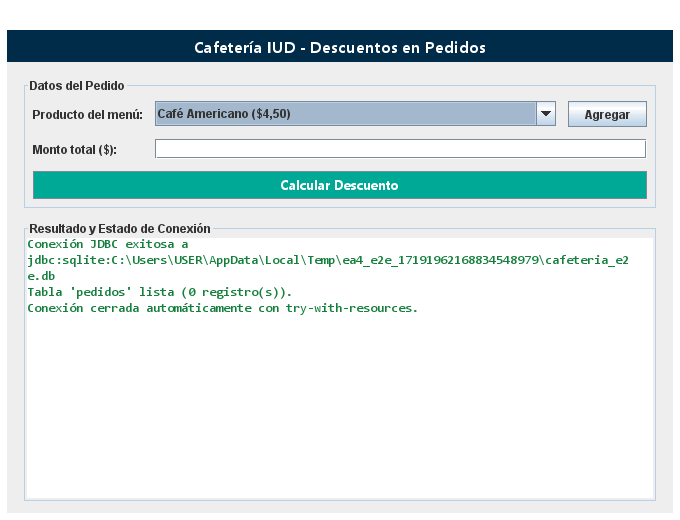 Cafetería IUD - Descuentos en Pedidos
Datos del Pedido
Producto del menú: Café Americano ($4,50) Agregar
Monto total ($):
Calcular Descuento
Resultado y Estado de Conexión
Conexión JDBC exitosa a
jdbc:sqlite:C:\Users\USER\AppData\Local\Temp\ea4_e2e_17191962168834548979\cafeteria_e2
e.db
Tabla 'pedidos' lista (0 registro(s)).
Conexión cerrada automáticamente con try-with-resources.